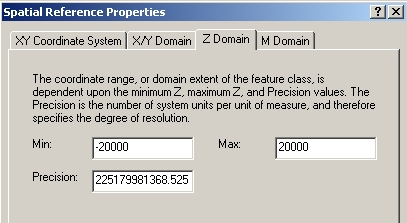 Spatial Reference Properties
XY Coordinate System X/Y Domain Z Domain M Domain
The coordinate range, or domain extent of the feature class, is
dependent upon the minimum Z, maximum Z, and Precision values. The
Precision is the number of system units per unit of measure, and therefore
specifies the degree of resolution.
Min: -20000 Max: 20000
Precision: 225179981368.525